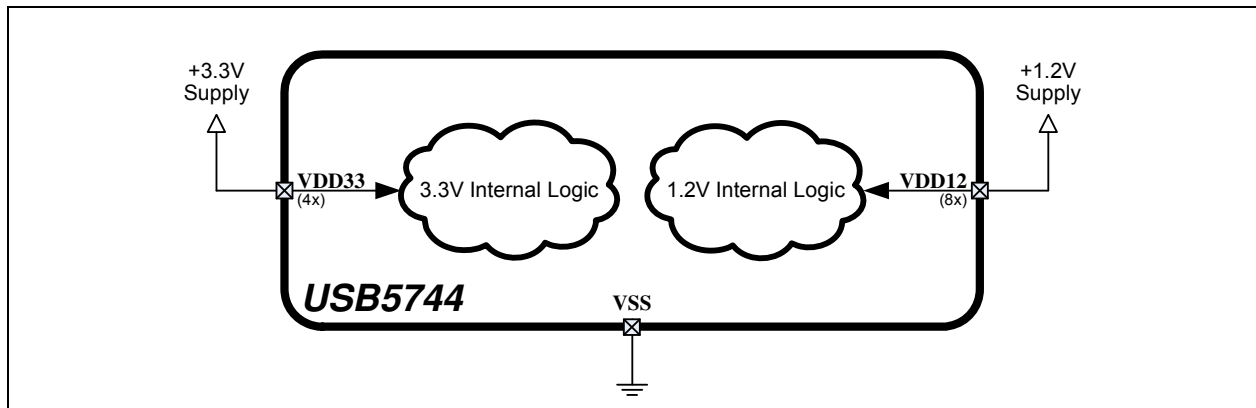 +3.3V
Supply
+1.2V
Supply
VDD33
(4x)
3.3V Internal Logic
1.2V Internal Logic
VDD12
(8x)
USB5744
VSS